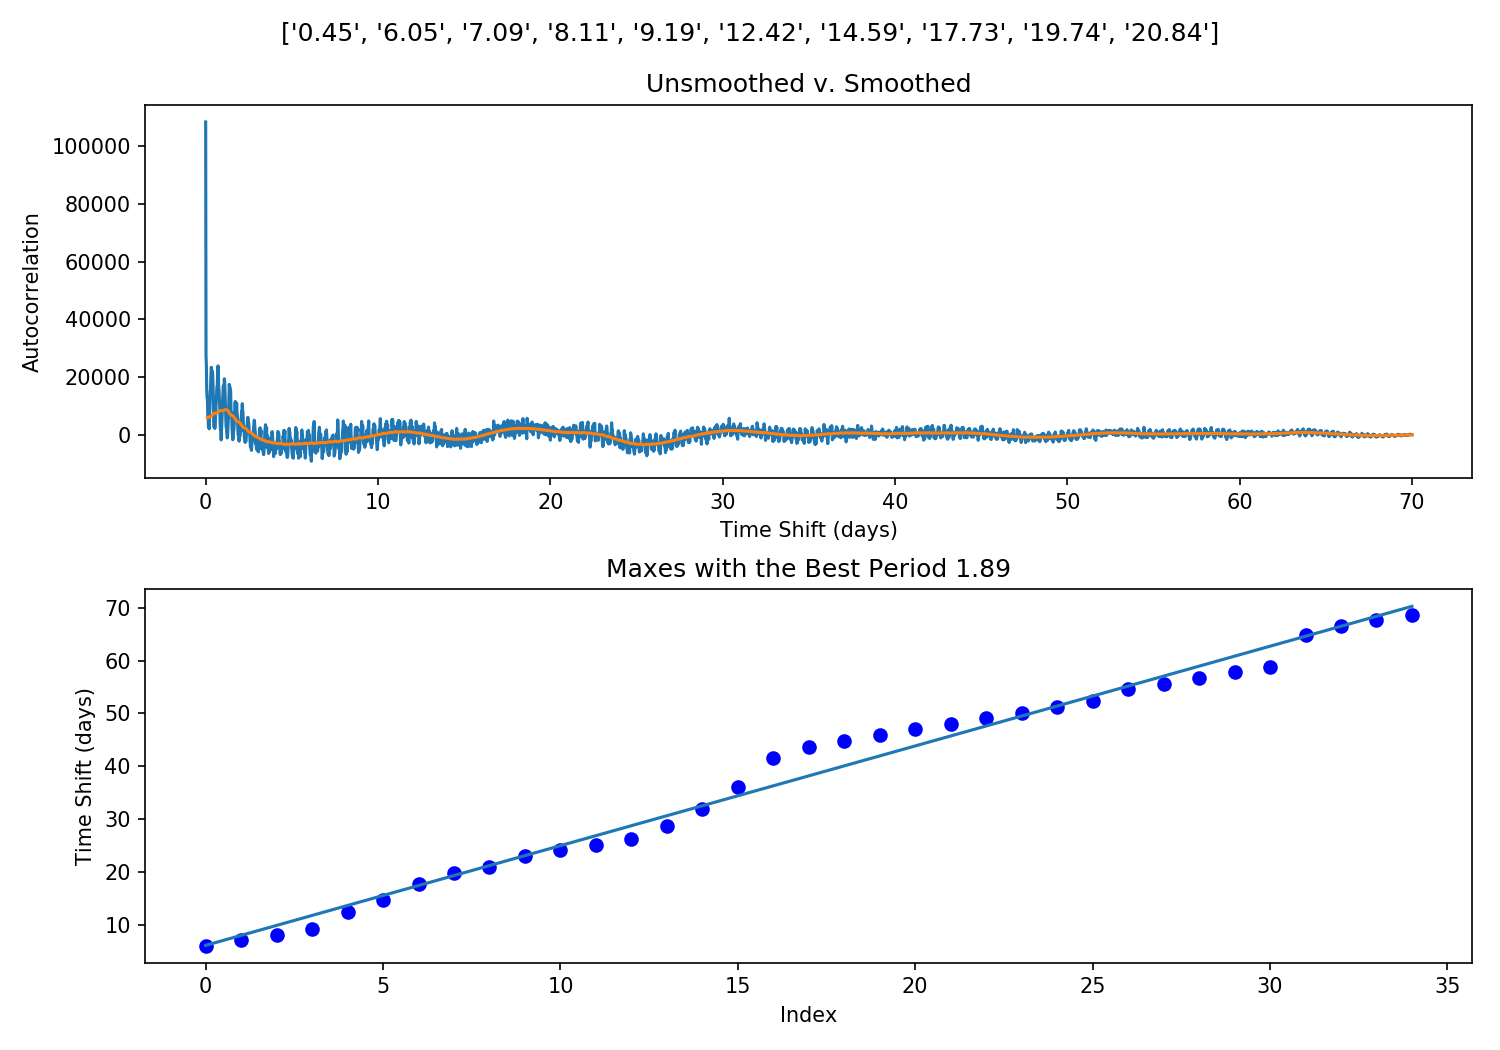 ['0.45', '6.05', '7.09', '8.11', '9.19', '12.42', '14.59', '17.73', '19.74', '20.84']
Unsmoothed v. Smoothed
100000
80000
60000
40000
20000
0
Autocorrelation
0 10 20 30 40 50 60 70
Time Shift (days)
Maxes with the Best Period 1.89
70
60
50
40
30
20
10
Time Shift (days)
0 5 10 15 20 25 30 35
Index